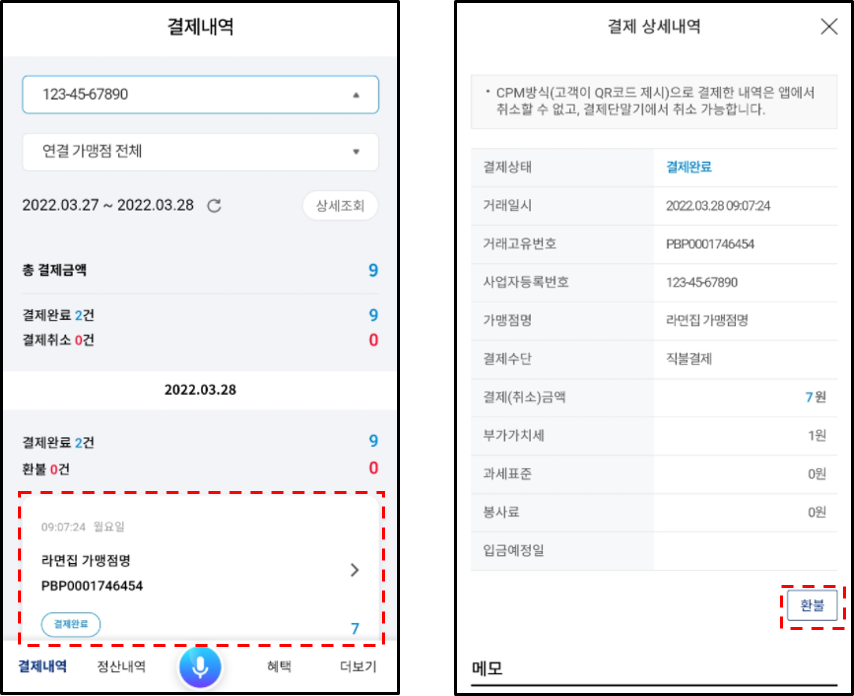 결제내역
123-45-67890
연결 가맹점 전체
2022.03.27 ~ 2022.03.28
상세조회
총 결제금액 9
결제완료 2건 9
결제취소 0건 0
2022.03.28
결제완료 2건 9
환불 0건 0
09:07:24 월요일
라면집 가맹점명
PBP0001746454
결제완료 7
결제내역 정산내역 혜택 더보기
결제 상세내역
• CPM방식(고객이 QR코드 제시)으로 결제한 내역은 앱에서
취소할 수 없고, 결제단말기에서 취소 가능합니다.
결제상태 결제완료
거래일시 2022.03.28 09:07:24
거래고유번호 PBP0001746454
사업자등록번호 123-45-67890
가맹점명 라면집 가맹점명
결제수단 직불결제
결제(취소)금액 7원
부가가치세 1원
과세표준 0원
봉사료 0원
입금예정일
환불
메모